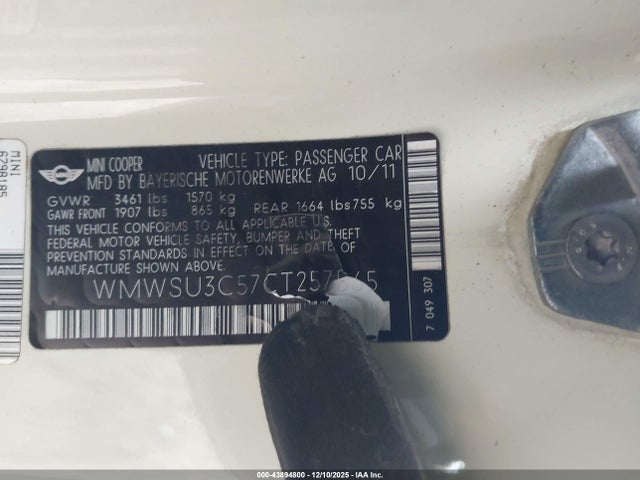 MINI
MINI COOPER VEHICLE TYPE: PASSENGER CAR
MFD BY BAYERISCHE MOTORENWERKE AG 10/11
GVWR 3461 lbs 1570 kg
GAWR FRONT 1907 lbs 865 kg REAR 1664 lbs 755 kg
THIS VEHICLE CONFORMS TO ALL APPLICABLE U.S.
FEDERAL MOTOR VEHICLE SAFETY, BUMPER AND THEFT
PREVENTION STANDARDS IN EFFECT ON THE DATE OF
MANUFACTURE SHOWN ABOVE.
7 049 307
000-43894800 - 12/10/2025 - IAA Inc.